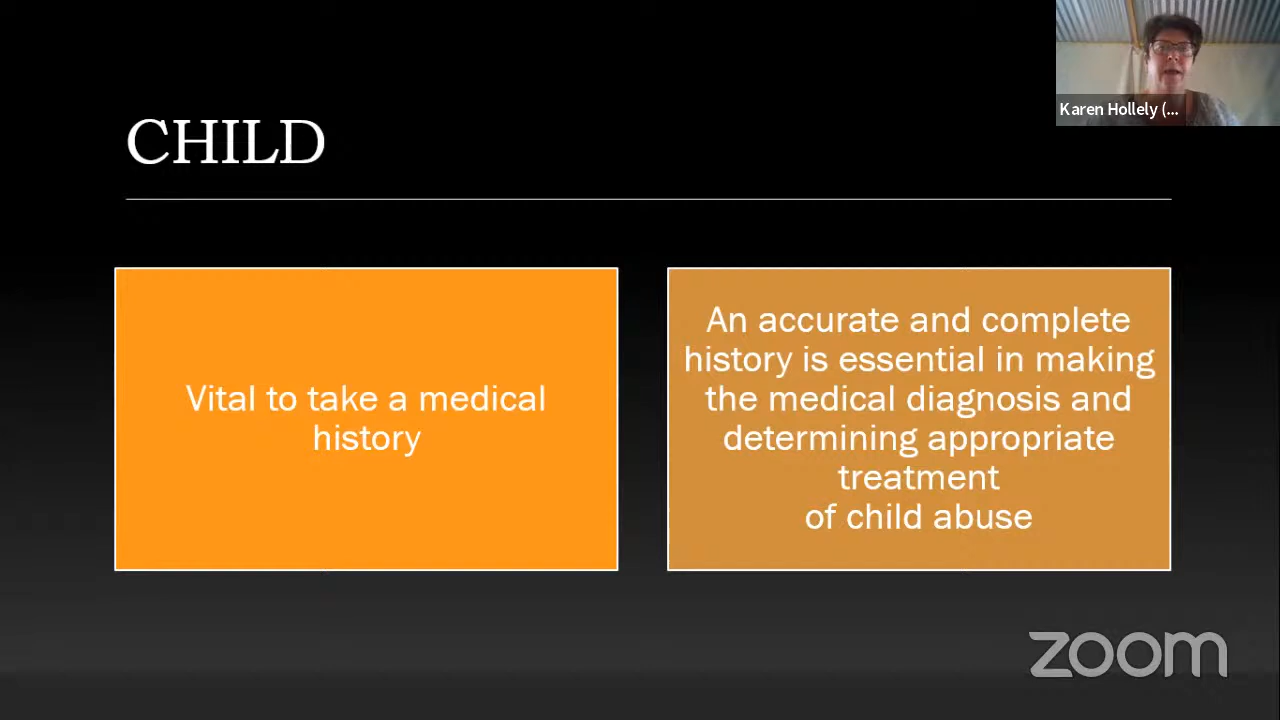 Karen Hollely (...
CHILD
Vital to take a medical
history
An accurate and complete
history is essential in making
the medical diagnosis and
determining appropriate
treatment
of child abuse
zoom